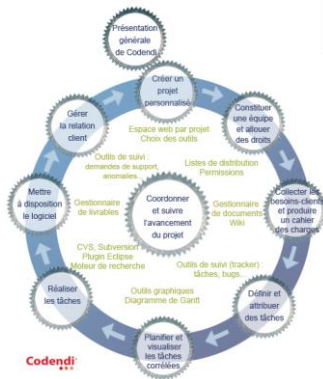 Présentation
générale
de Codendi.
Créer un
projet
personnalisé
Constituer
une équipe
et allouer
des droits
Collecter les
besoins-clients
et produire
un cahier
des charges
Définir et
attribuer
des tâches
Planifier et
visualiser
les tâches
corrélées
Réaliser
les tâches
Mettre
à disposition
le logiciel
Gérer
la relation
client
Coordonner
et suivre
l'avancement
du projet
Espace web par projet
Choix des outils
Listes de distribution
Permissions
Gestionnaire
de documents
Wiki
Outils de suivi (tracker)
tâches, bugs...
Outils graphiques
Diagramme de Gantt
CVS, Subversion
Plugin Eclipse
Moteur de recherche
Gestionnaire
de livrables
Outils de suivi :
demandes de support,
anomalies...
Codendi